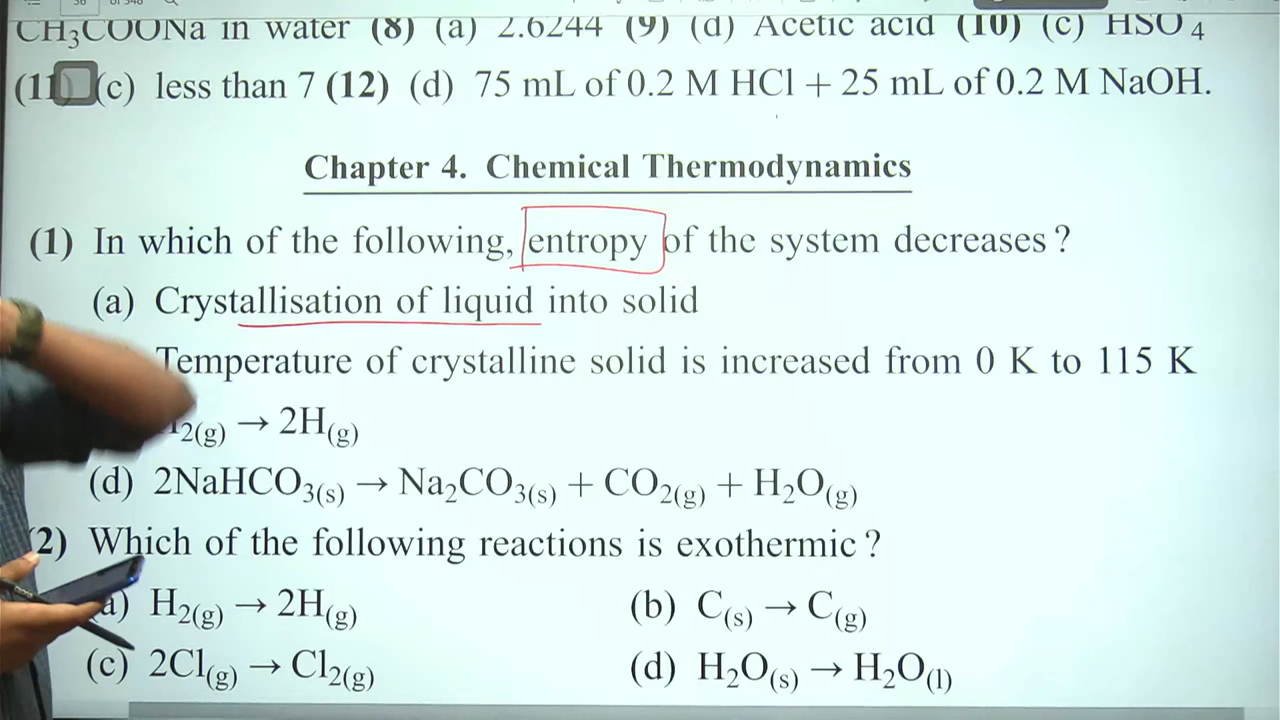 CH₃COONa in water (8) (a) 2.6244 (9) (d) Acetic acid (10) (c) HSO 4
(11) (c) less than 7 (12) (d) 75 mL of 0.2 M HCl + 25 mL of 0.2 M NaOH.
Chapter 4. Chemical Thermodynamics
(1) In which of the following, entropy of the system decreases ?
(a) Crystallisation of liquid into solid
Temperature of crystalline solid is increased from 0 K to 115 K
2(g) → 2H(g)
(d) 2NaHCO₃(s) → Na₂CO₃(s) + CO₂(g) + H₂O(g)
2) Which of the following reactions is exothermic ?
a) H₂(g) → 2H(g) (b) C(s) → C(g)
(c) 2Cl(g) → Cl₂(g) (d) H₂O(s) → H₂O(l)